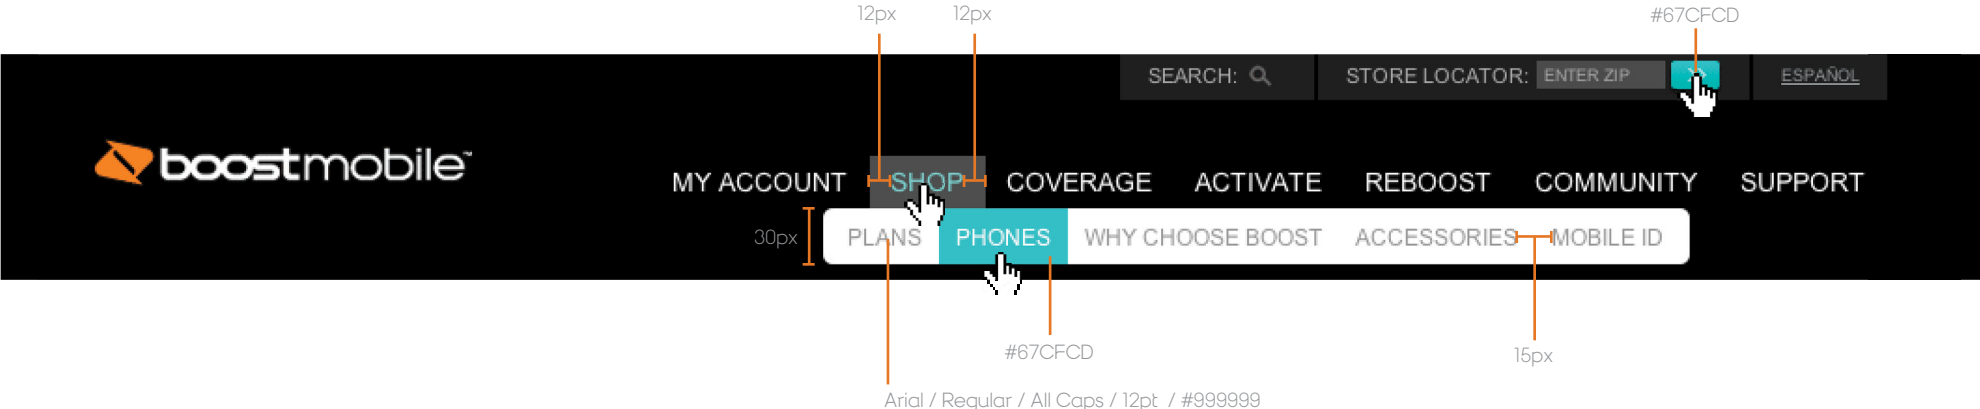 12px 12px #67CFCD
SEARCH: STORE LOCATOR: ENTER ZIP >> ESPAÑOL
boostmobile™
MY ACCOUNT SHOP COVERAGE ACTIVATE REBOOST COMMUNITY SUPPORT
30px PLANS PHONES WHY CHOOSE BOOST ACCESSORIES MOBILE ID
#67CFCD 15px
Arial / Regular / All Caps / 12pt / #999999